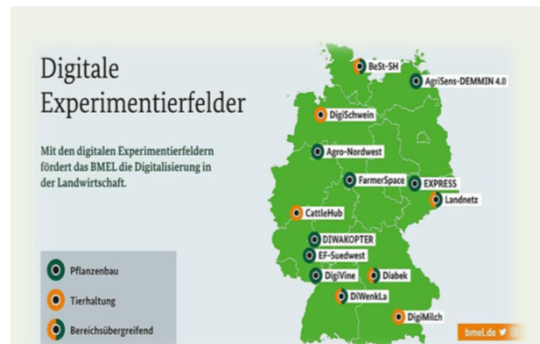 Digitale
Experimentierfelder
Mit den digitalen Experimentierfeldern
fördert das BMEL die Digitalisierung in
der Landwirtschaft.
Pflanzenbau
Tierhaltung
Bereichsübergreifend
BeSt-SH
AgriSens-DEMMIN 4.0
DigiSchwein
Agro-Nordwest
FarmerSpace
EXPRESS
Landnetz
CattleHub
DIWAKOPTER
EF-Suedwest
DigiVine
Diabek
DiWenkLa
DigiMilch
bmel.de